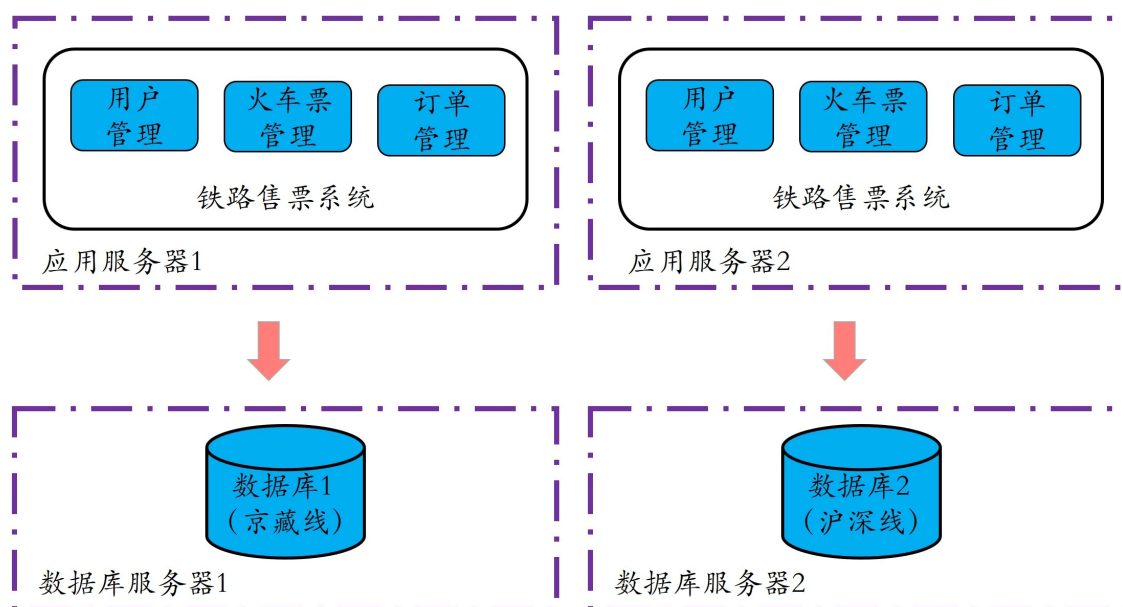 用户
管理
火车票
管理
订单
管理
铁路售票系统
应用服务器1
用户
管理
火车票
管理
订单
管理
铁路售票系统
应用服务器2
数据库1
（京藏线）
数据库服务器1
数据库2
（沪深线）
数据库服务器2